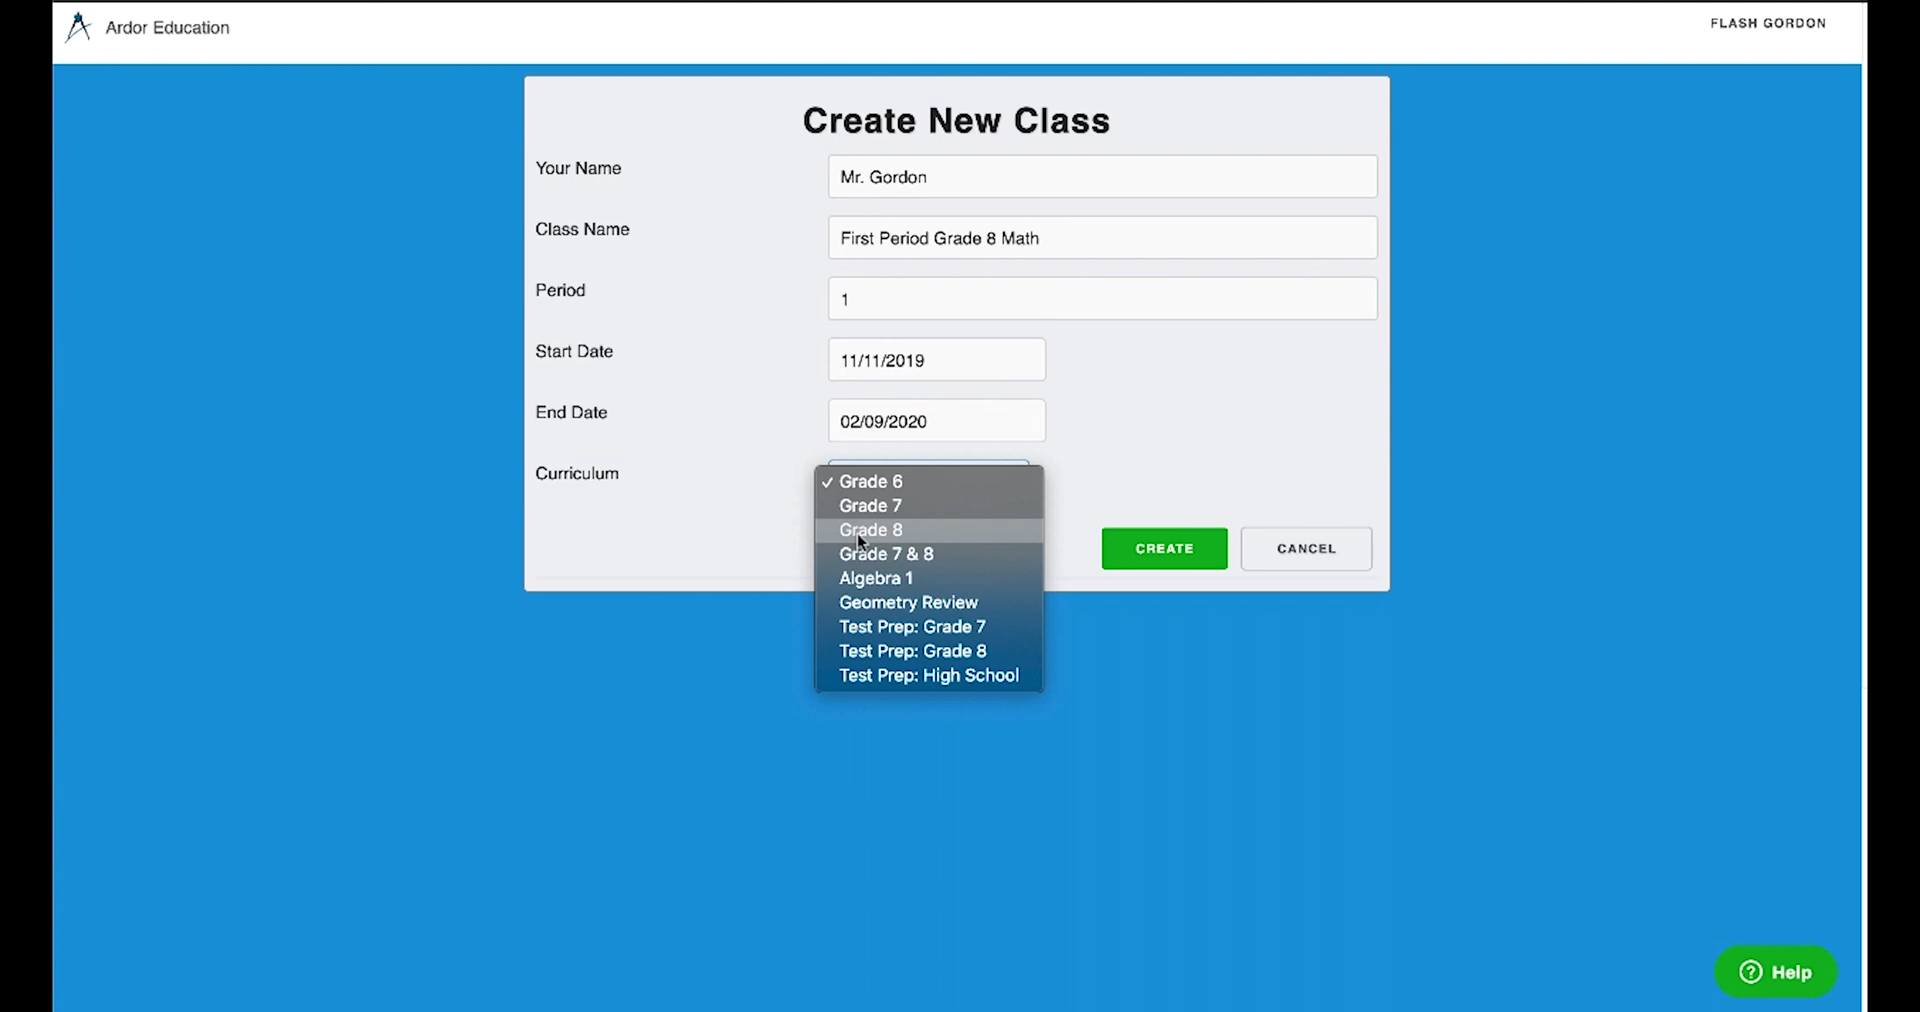 Ardor Education
FLASH GORDON
Create New Class
Your Name
Mr. Gordon
Class Name
First Period Grade 8 Math
Period
1
Start Date
11/11/2019
End Date
02/09/2020
Curriculum
✓ Grade 6
Grade 7
Grade 8
Grade 7 & 8
Algebra 1
Geometry Review
Test Prep: Grade 7
Test Prep: Grade 8
Test Prep: High School
CREATE
CANCEL
? Help